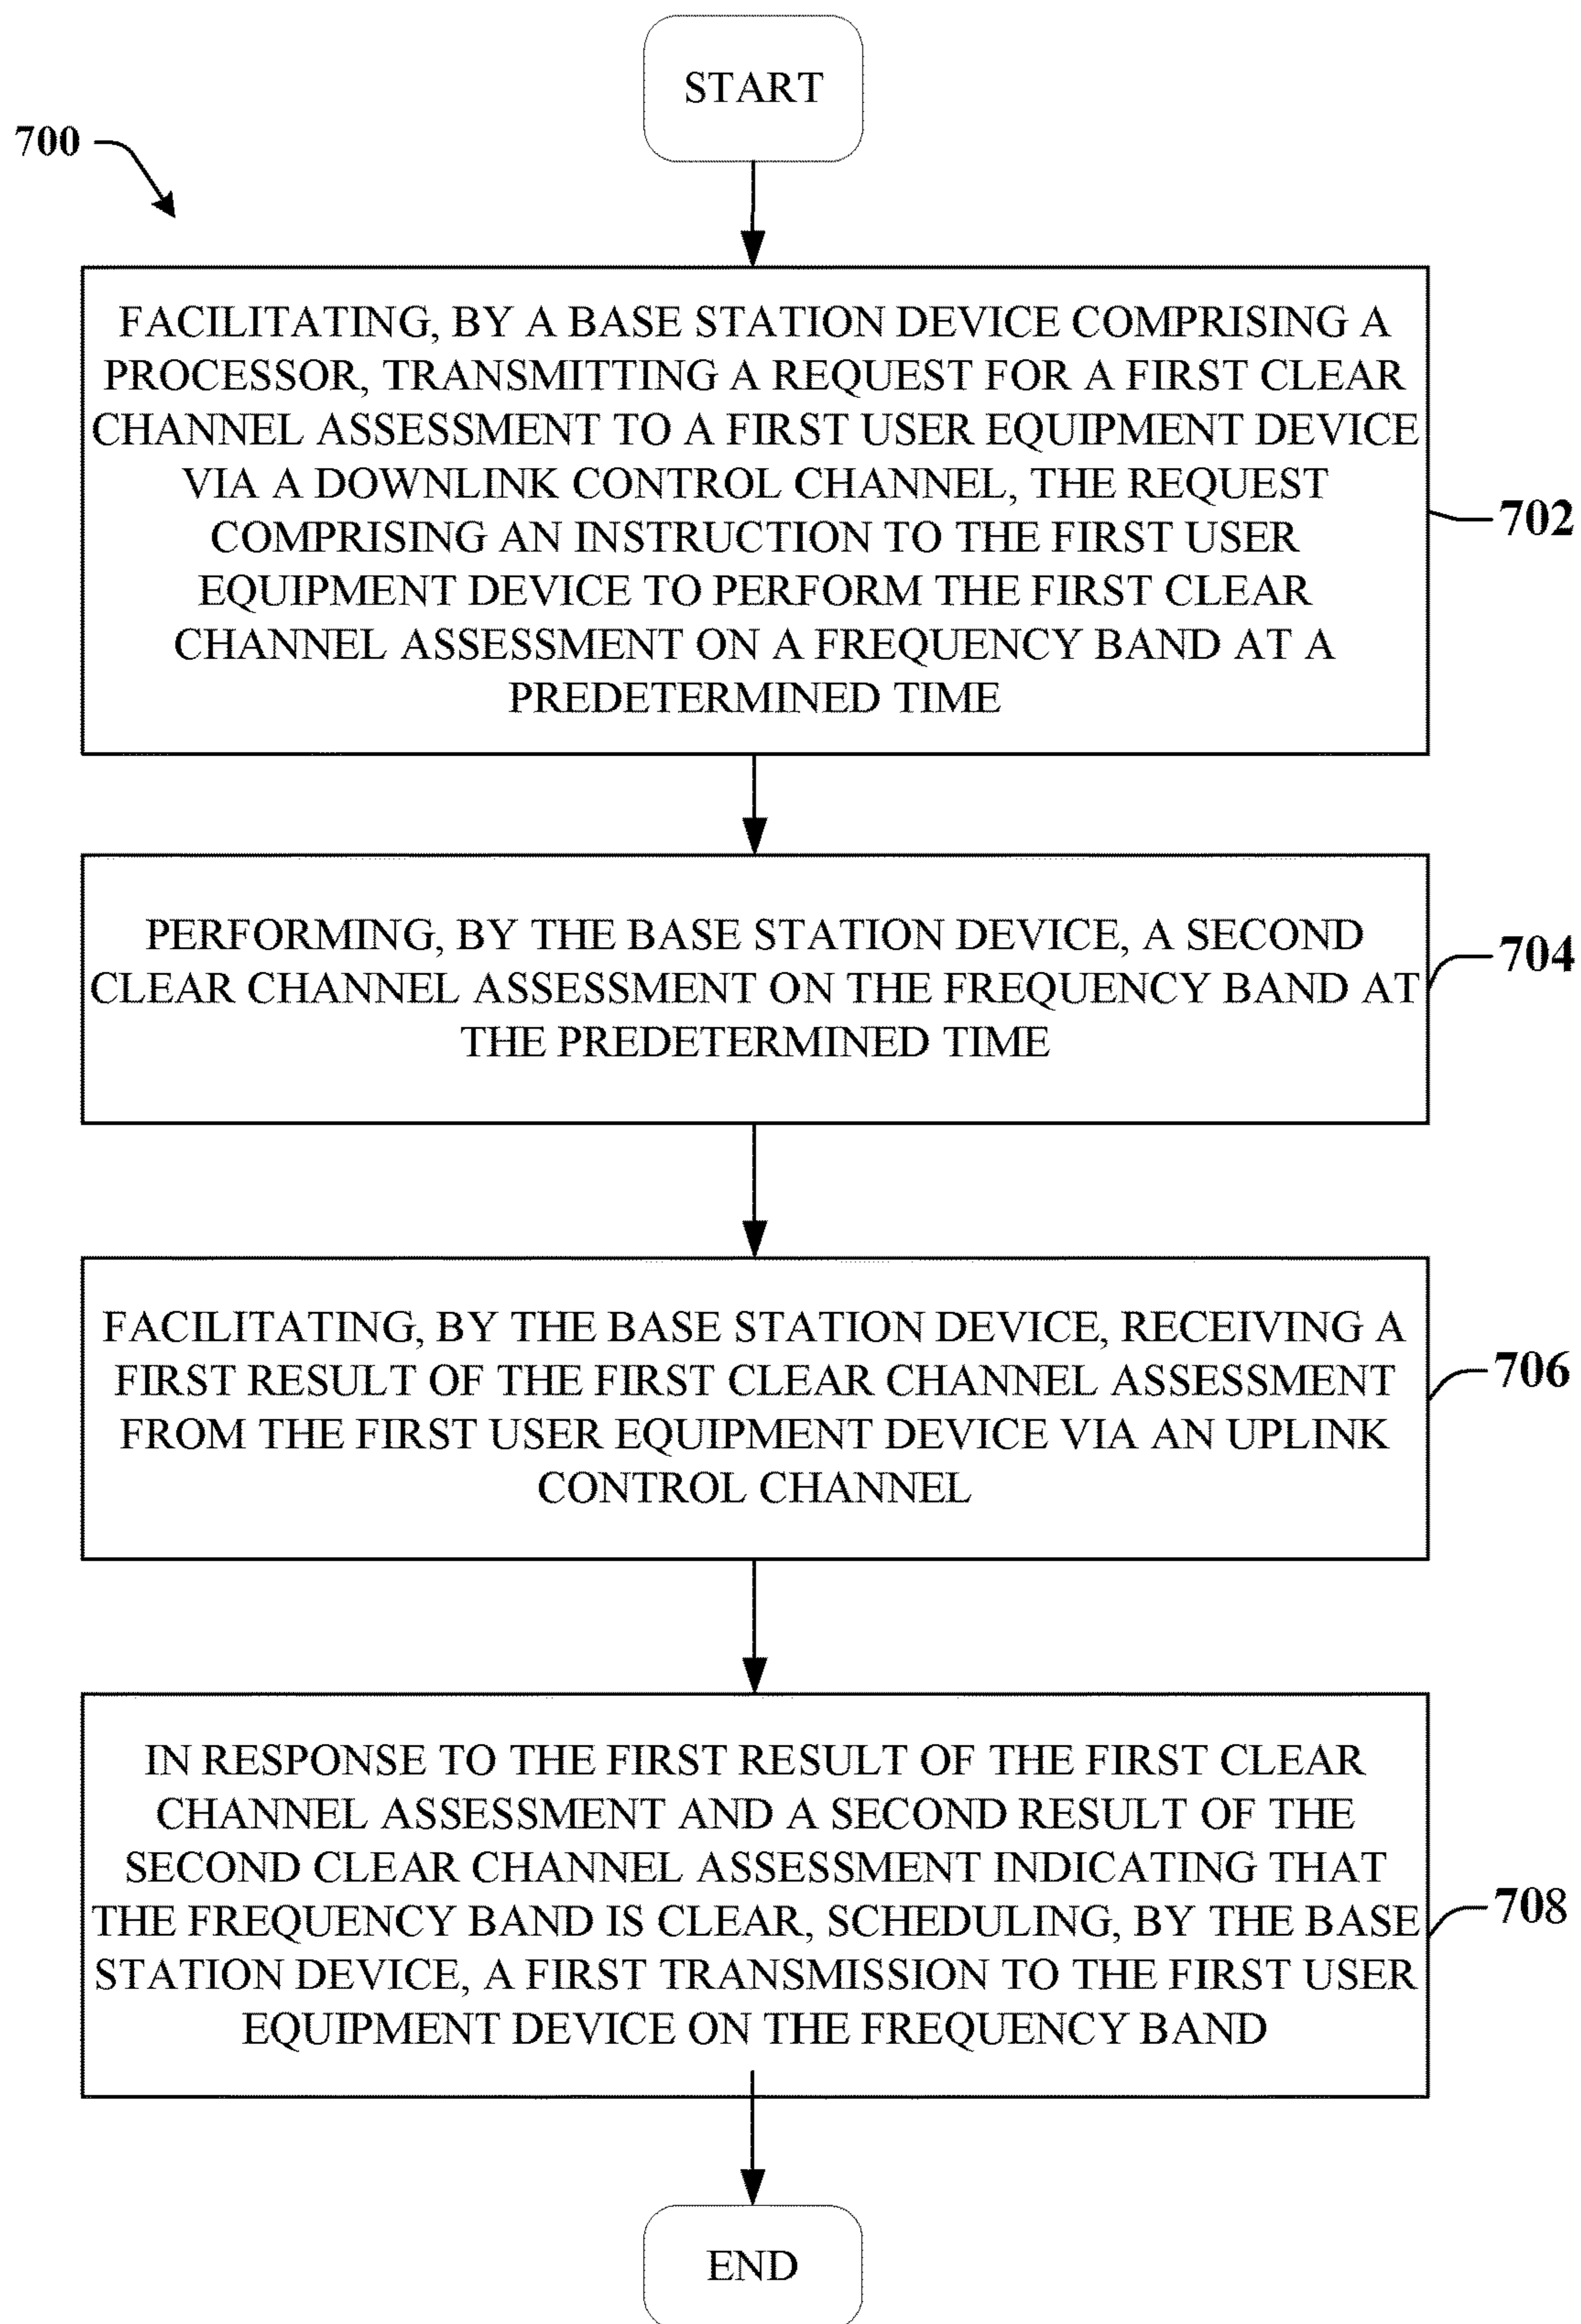 START
700
FACILITATING, BY A BASE STATION DEVICE COMPRISING A
PROCESSOR, TRANSMITTING A REQUEST FOR A FIRST CLEAR
CHANNEL ASSESSMENT TO A FIRST USER EQUIPMENT DEVICE
VIA A DOWNLINK CONTROL CHANNEL, THE REQUEST
COMPRISING AN INSTRUCTION TO THE FIRST USER
EQUIPMENT DEVICE TO PERFORM THE FIRST CLEAR
CHANNEL ASSESSMENT ON A FREQUENCY BAND AT A
PREDETERMINED TIME
702
PERFORMING, BY THE BASE STATION DEVICE, A SECOND
CLEAR CHANNEL ASSESSMENT ON THE FREQUENCY BAND AT
THE PREDETERMINED TIME
704
FACILITATING, BY THE BASE STATION DEVICE, RECEIVING A
FIRST RESULT OF THE FIRST CLEAR CHANNEL ASSESSMENT
FROM THE FIRST USER EQUIPMENT DEVICE VIA AN UPLINK
CONTROL CHANNEL
706
IN RESPONSE TO THE FIRST RESULT OF THE FIRST CLEAR
CHANNEL ASSESSMENT AND A SECOND RESULT OF THE
SECOND CLEAR CHANNEL ASSESSMENT INDICATING THAT
THE FREQUENCY BAND IS CLEAR, SCHEDULING, BY THE BASE
STATION DEVICE, A FIRST TRANSMISSION TO THE FIRST USER
EQUIPMENT DEVICE ON THE FREQUENCY BAND
708
END